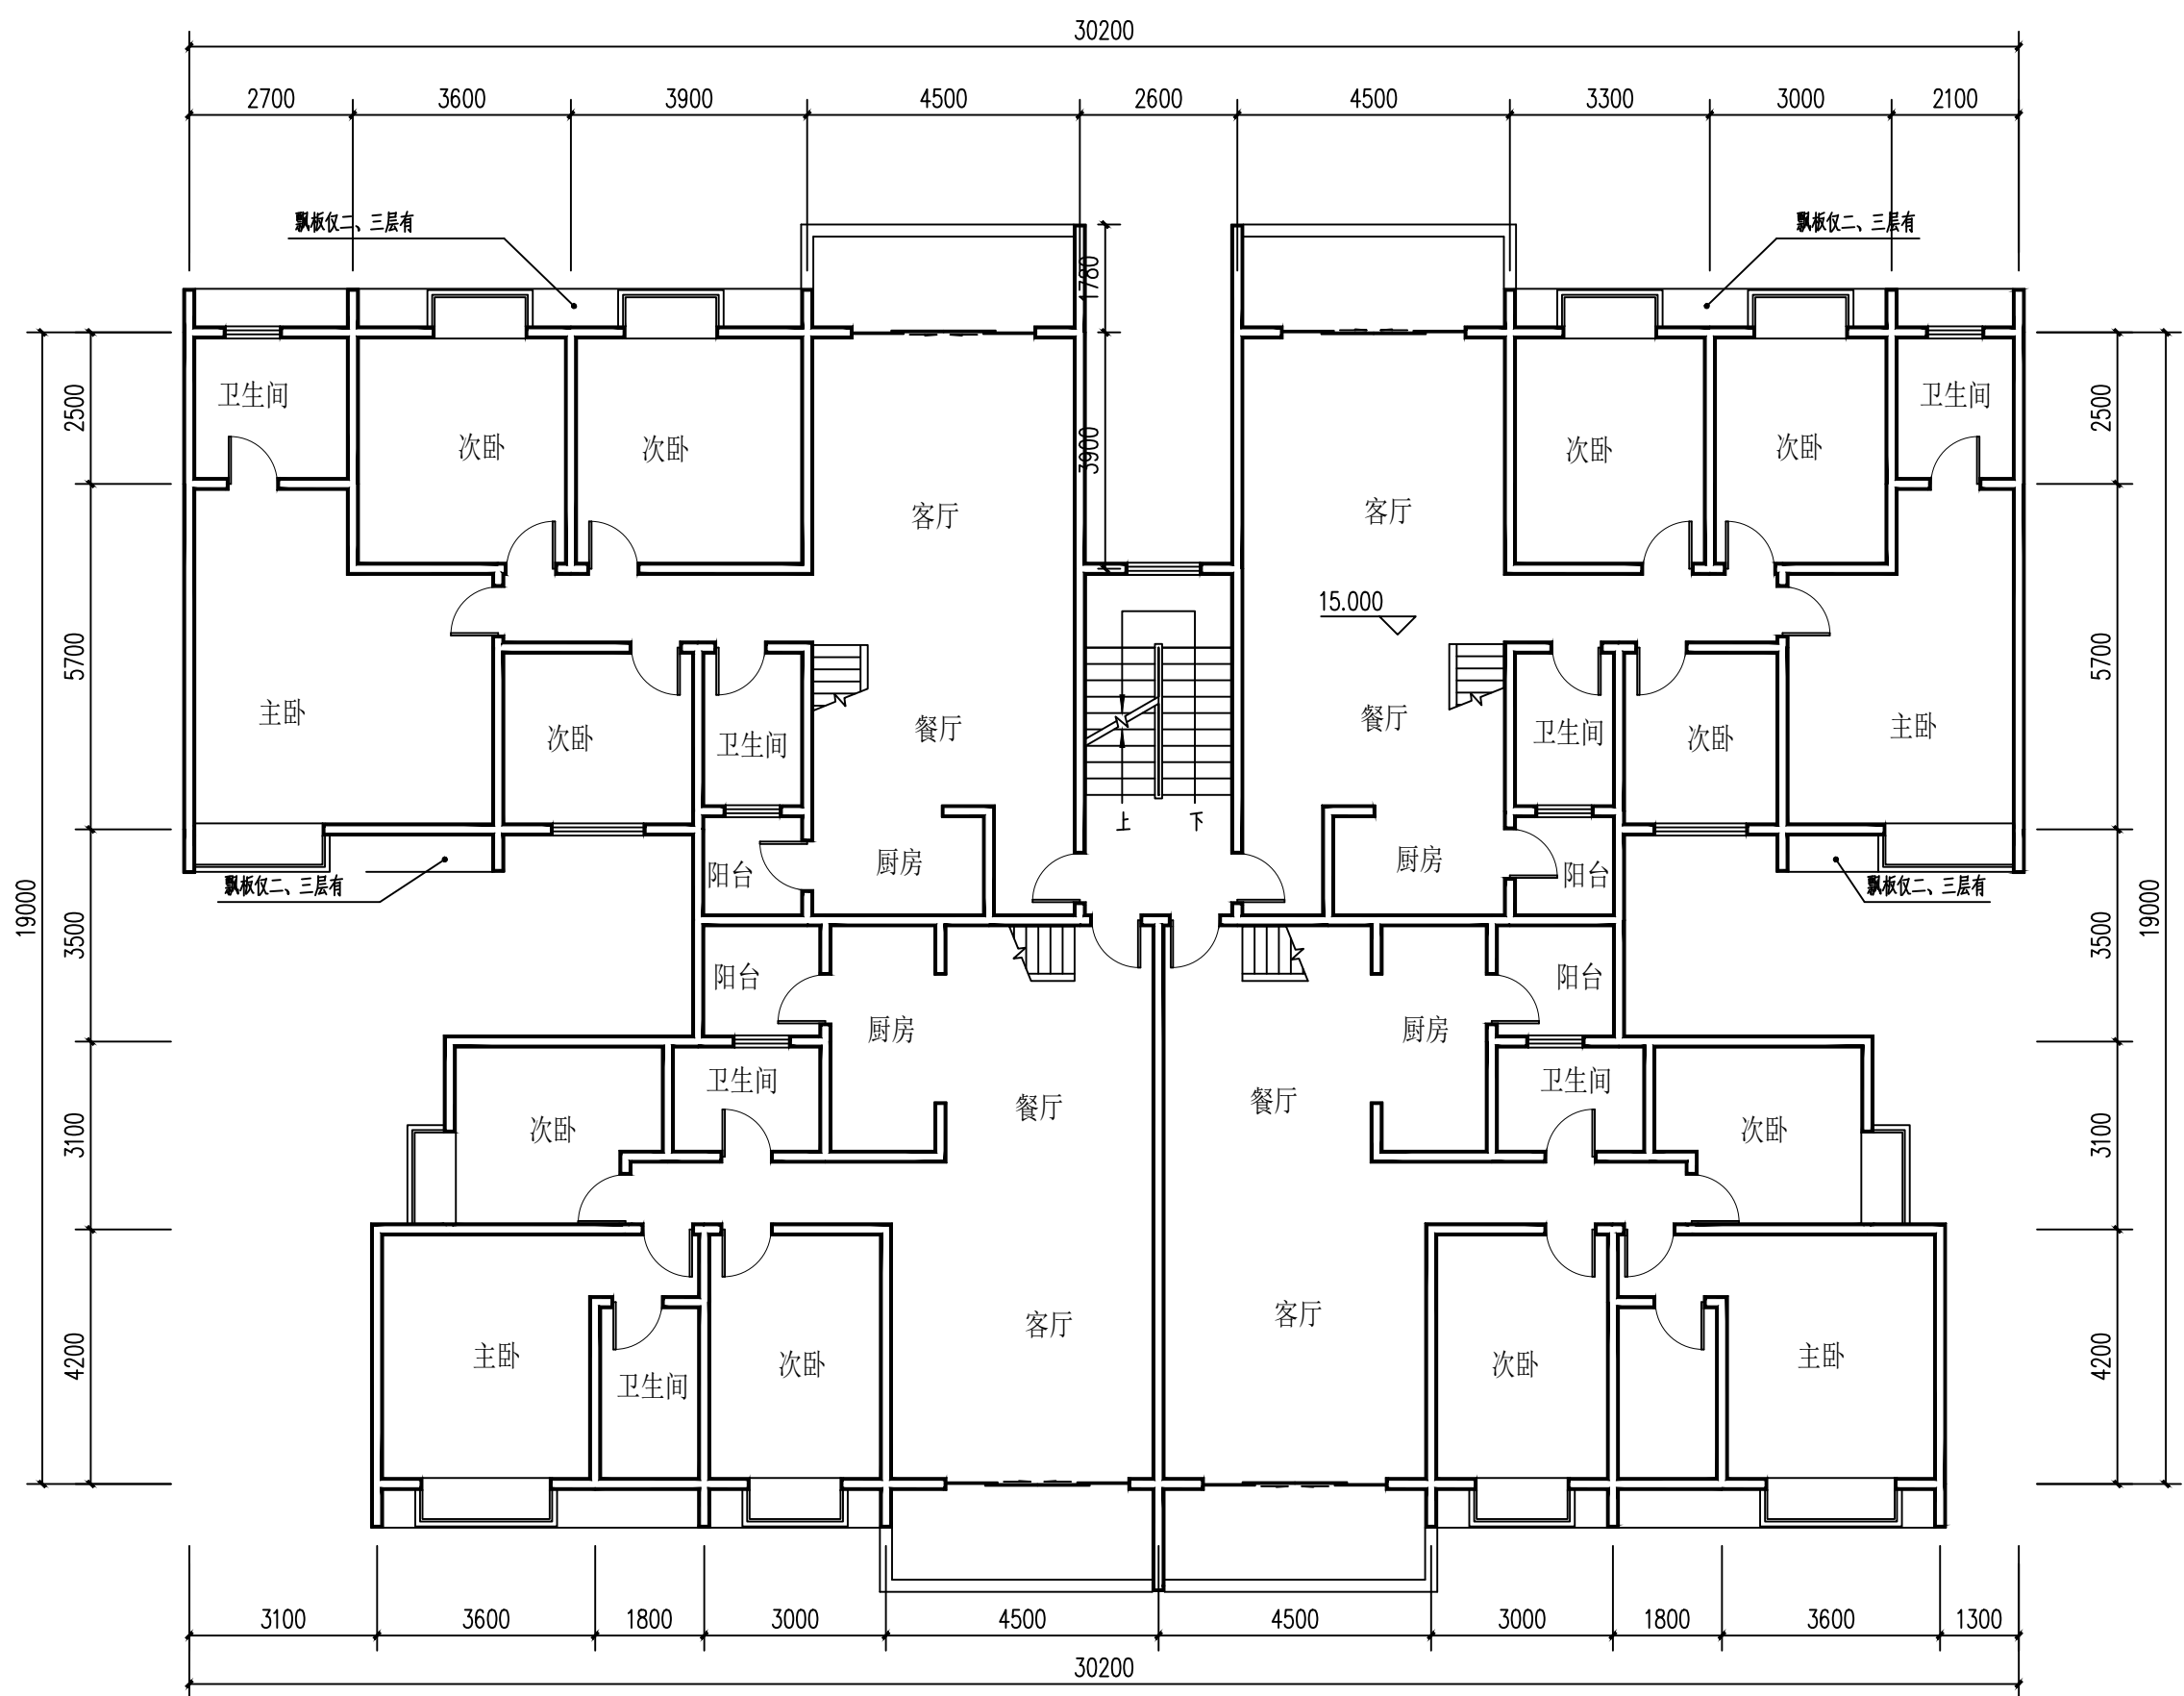 30200
2700 3600 3900 4500 2600 4500 3300 3000 2100
飘板仅二、三层有 飘板仅二、三层有
1780
卫生间 卫生间
2500 2500
次卧 次卧 3900 次卧 次卧
客厅 客厅
15.000
5700 5700
主卧 次卧 卫生间 餐厅 餐厅 卫生间 次卧 主卧
上 下
阳台 厨房 厨房 阳台
飘板仅二、三层有 飘板仅二、三层有
19000 19000
3500 3500
阳台 阳台
厨房 厨房
卫生间 卫生间
餐厅 餐厅
3100 次卧 次卧 3100
客厅 客厅
4200 主卧 次卧 次卧 主卧 4200
卫生间
3100 3600 1800 3000 4500 4500 3000 1800 3600 1300
30200